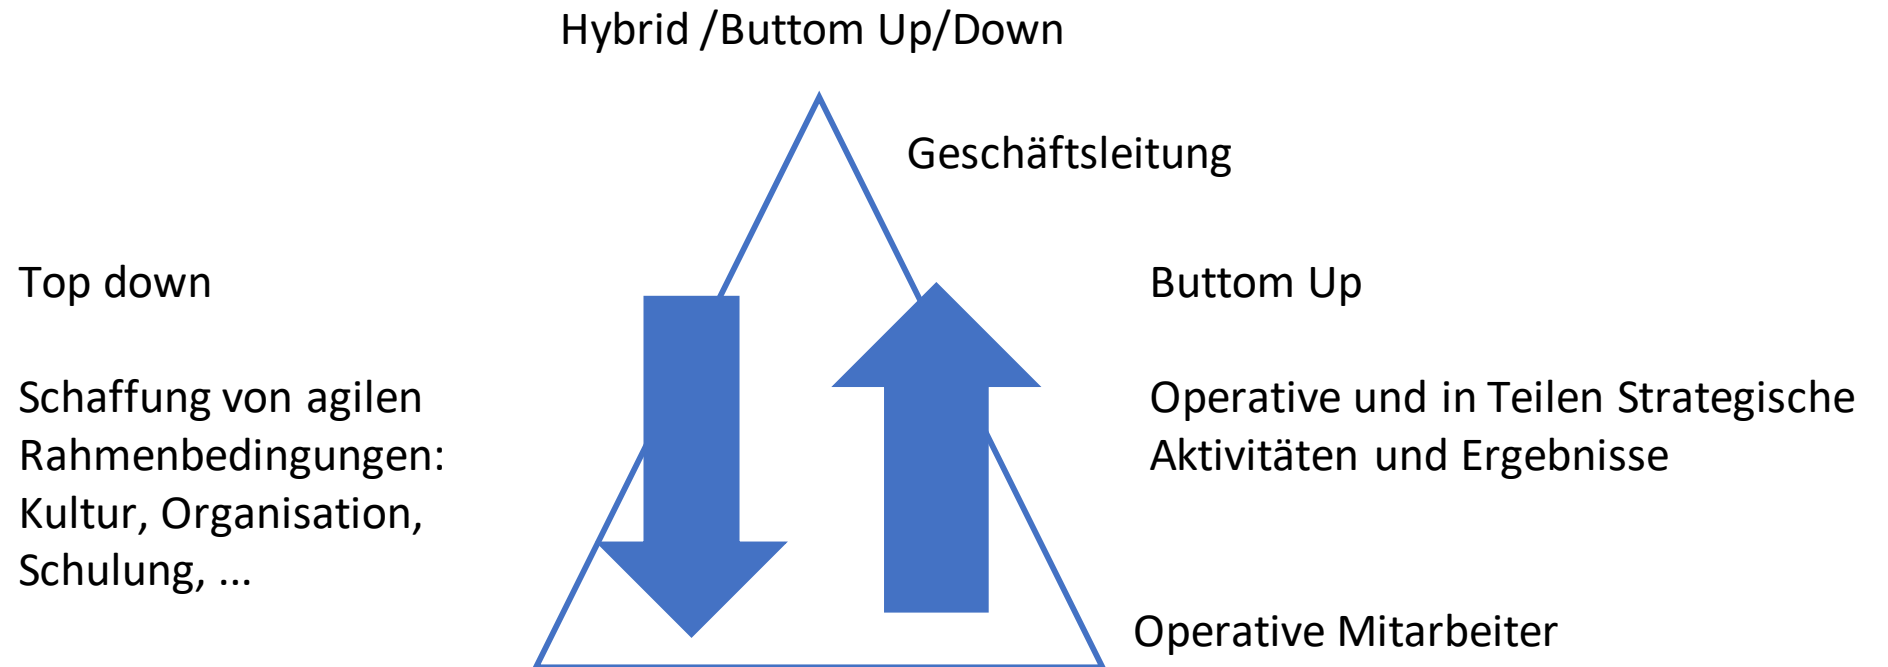 Hybrid /Buttom Up/Down
Geschäftsleitung
Top down
Schaffung von agilen
Rahmenbedingungen:
Kultur, Organisation,
Schulung, ...
Buttom Up
Operative und in Teilen Strategische
Aktivitäten und Ergebnisse
Operative Mitarbeiter